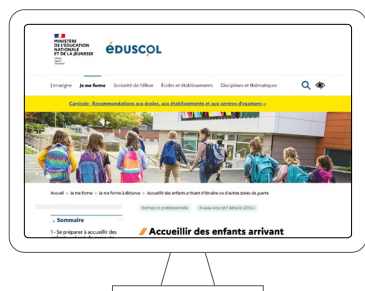 MINISTÈRE
DE L'ÉDUCATION
NATIONALE
ET DE LA JEUNESSE
éduscol
J'enseigne Je me forme Scolarité de l'élève Écoles et établissements Disciplines et thématiques
Canicule : Recommandations aux écoles, aux établissements et aux centres d'examens
Accueil > Je me forme > Je me forme à distance > Accueillir des enfants arrivant d'Ukraine ou d'autres zones de guerre
Formation professionnelle Niveau éducatif détaillé (2016)
Sommaire
1- Se préparer à accueillir des
Accueillir des enfants arrivant